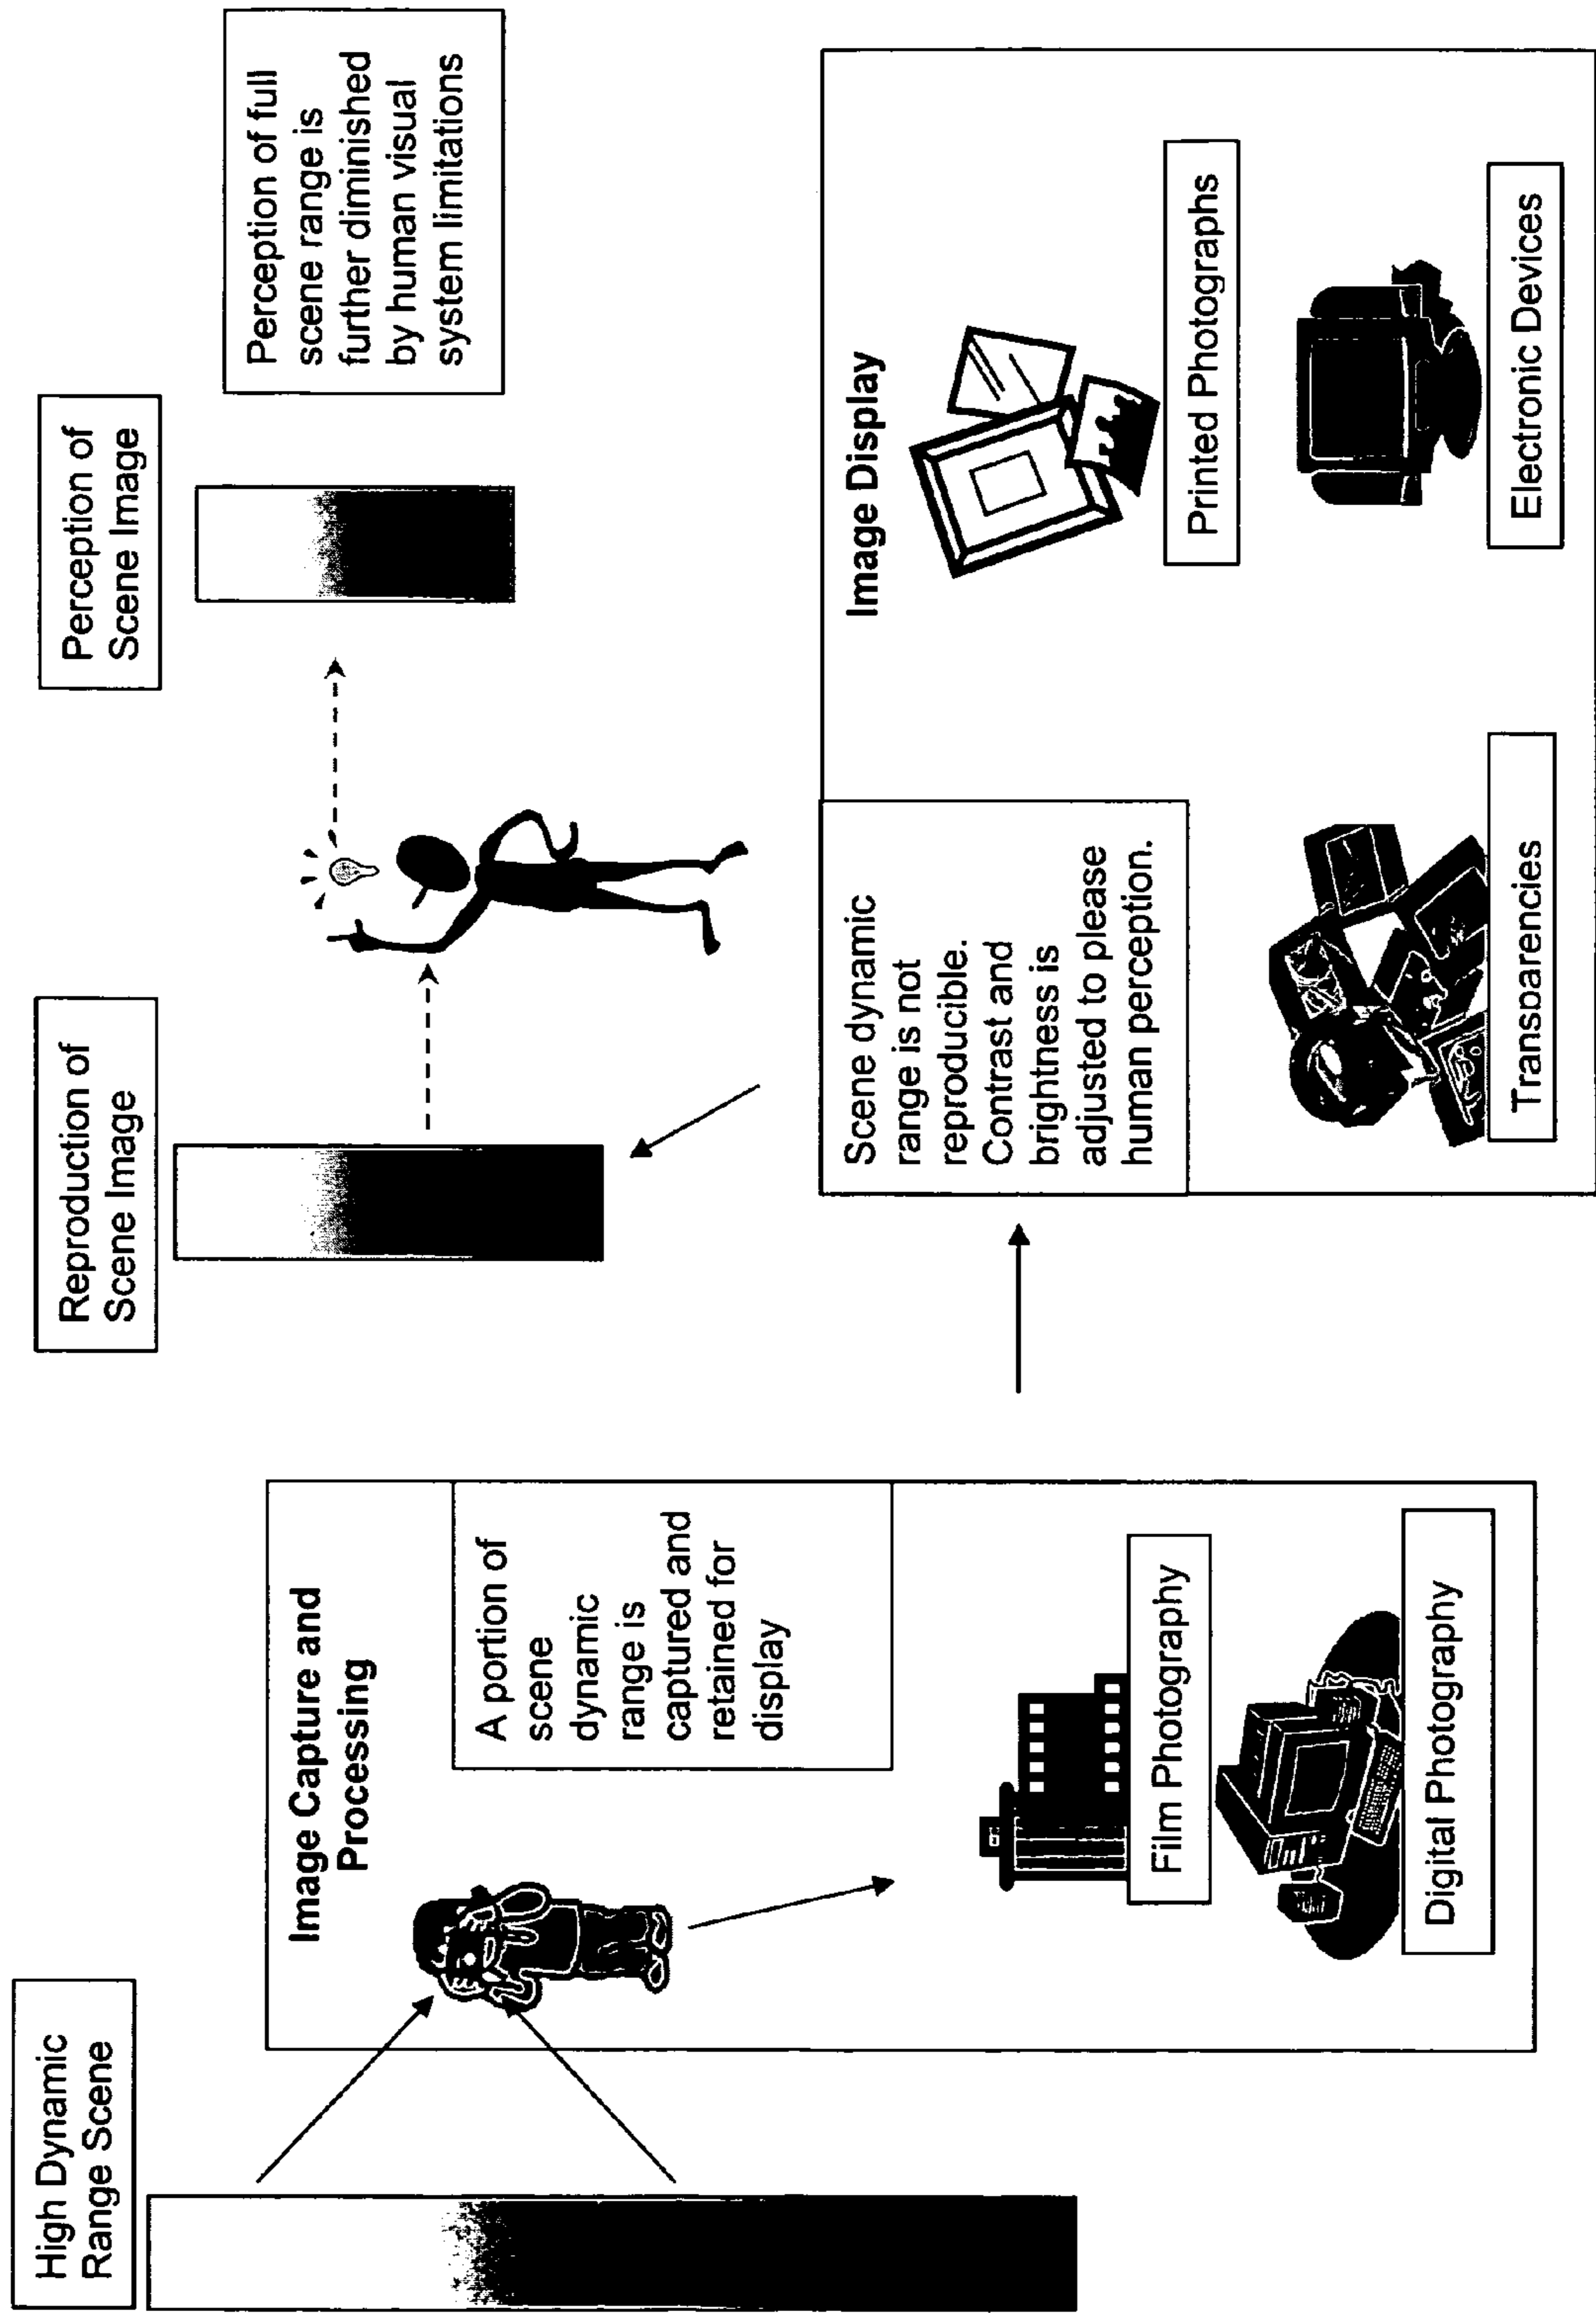 High Dynamic
Range Scene
Image Capture and
Processing
A portion of
scene
dynamic
range is
captured and
retained for
display
Film Photography
Digital Photography
Reproduction of
Scene Image
Perception of
Scene Image
Perception of full
scene range is
further diminished
by human visual
system limitations
Image Display
Scene dynamic
range is not
reproducible.
Contrast and
brightness is
adjusted to please
human perception.
Printed Photographs
Transparencies
Electronic Devices